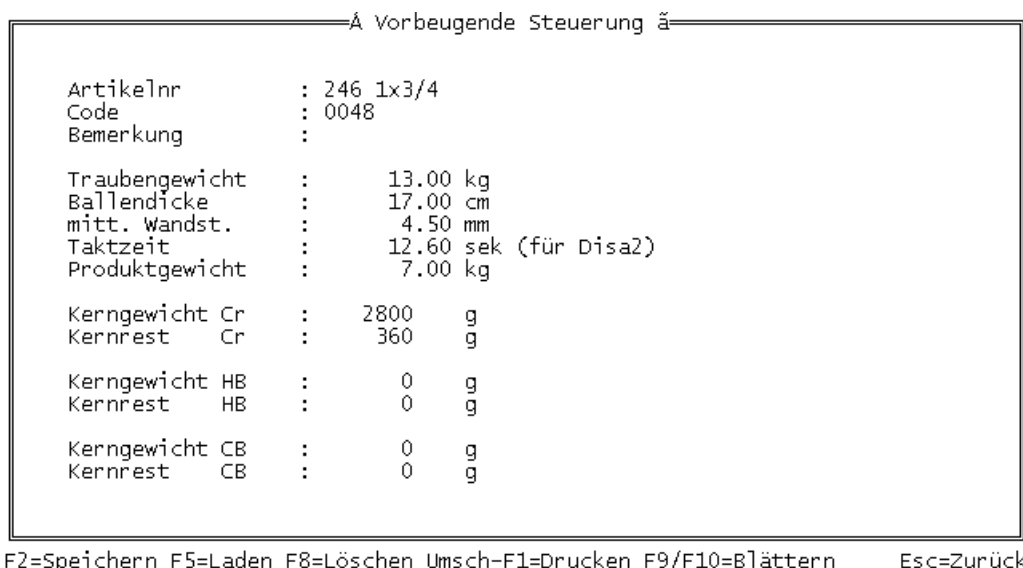 Á Vorbeugende Steuerung ã
Artikelnr : 246 1x3/4
Code : 0048
Bemerkung :
Traubengewicht : 13.00 kg
Ballendicke : 17.00 cm
mitt. Wandst. : 4.50 mm
Taktzeit : 12.60 sek (für Disa2)
Produktgewicht : 7.00 kg
Kerngewicht Cr : 2800 g
Kernrest Cr : 360 g
Kerngewicht HB : 0 g
Kernrest HB : 0 g
Kerngewicht CB : 0 g
Kernrest CB : 0 g
F2=Speichern F5=Laden F8=Löschen Umsch-F1=Drucken F9/F10=Blättern Esc=Zurück